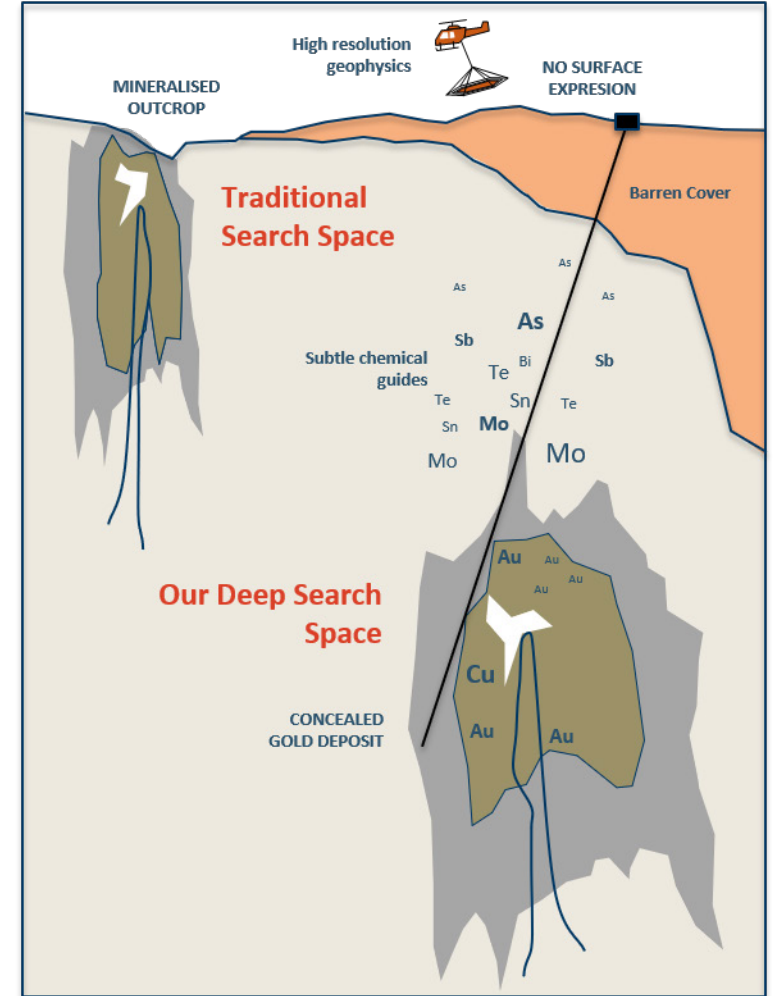 High resolution
geophysics
MINERALISED
OUTCROP
NO SURFACE
EXPRESION
Barren Cover
Traditional
Search Space
As
As
As
As
Sb
Subtle chemical
guides
Bi
Sb
Te
Te
Sn
Te
Sn
Mo
Mo
Mo
Au
Au
Au
Au
Our Deep Search
Space
Cu
CONCEALED
GOLD DEPOSIT
Au
Au